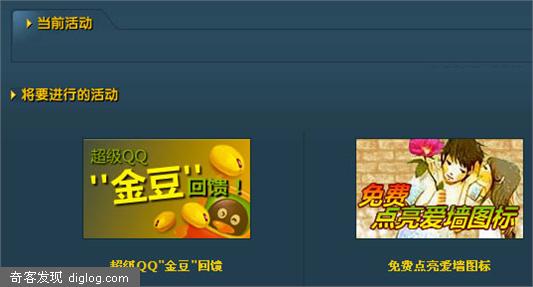 当前活动
将要进行的活动
超级QQ
"金豆"回馈！
免费
点亮爱墙图标
超级QQ"金豆"回馈
免费点亮爱墙图标
奇客发现 diglog.com